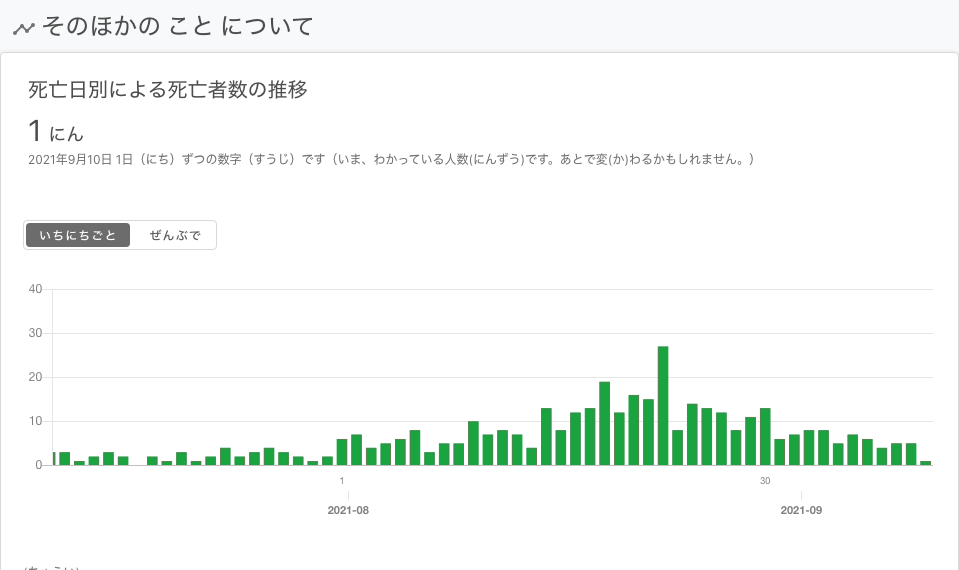 そのほかの こと について
死亡日別による死亡者数の推移
1 にん
2021年9月10日 1日（にち）ずつの数字（すうじ）です（いま、わかっている人数(にんずう)です。あとで変(か)わるかもしれません。）
いちにちごと ぜんぶで
40
30
20
10
0
1 30
2021-08 2021-09